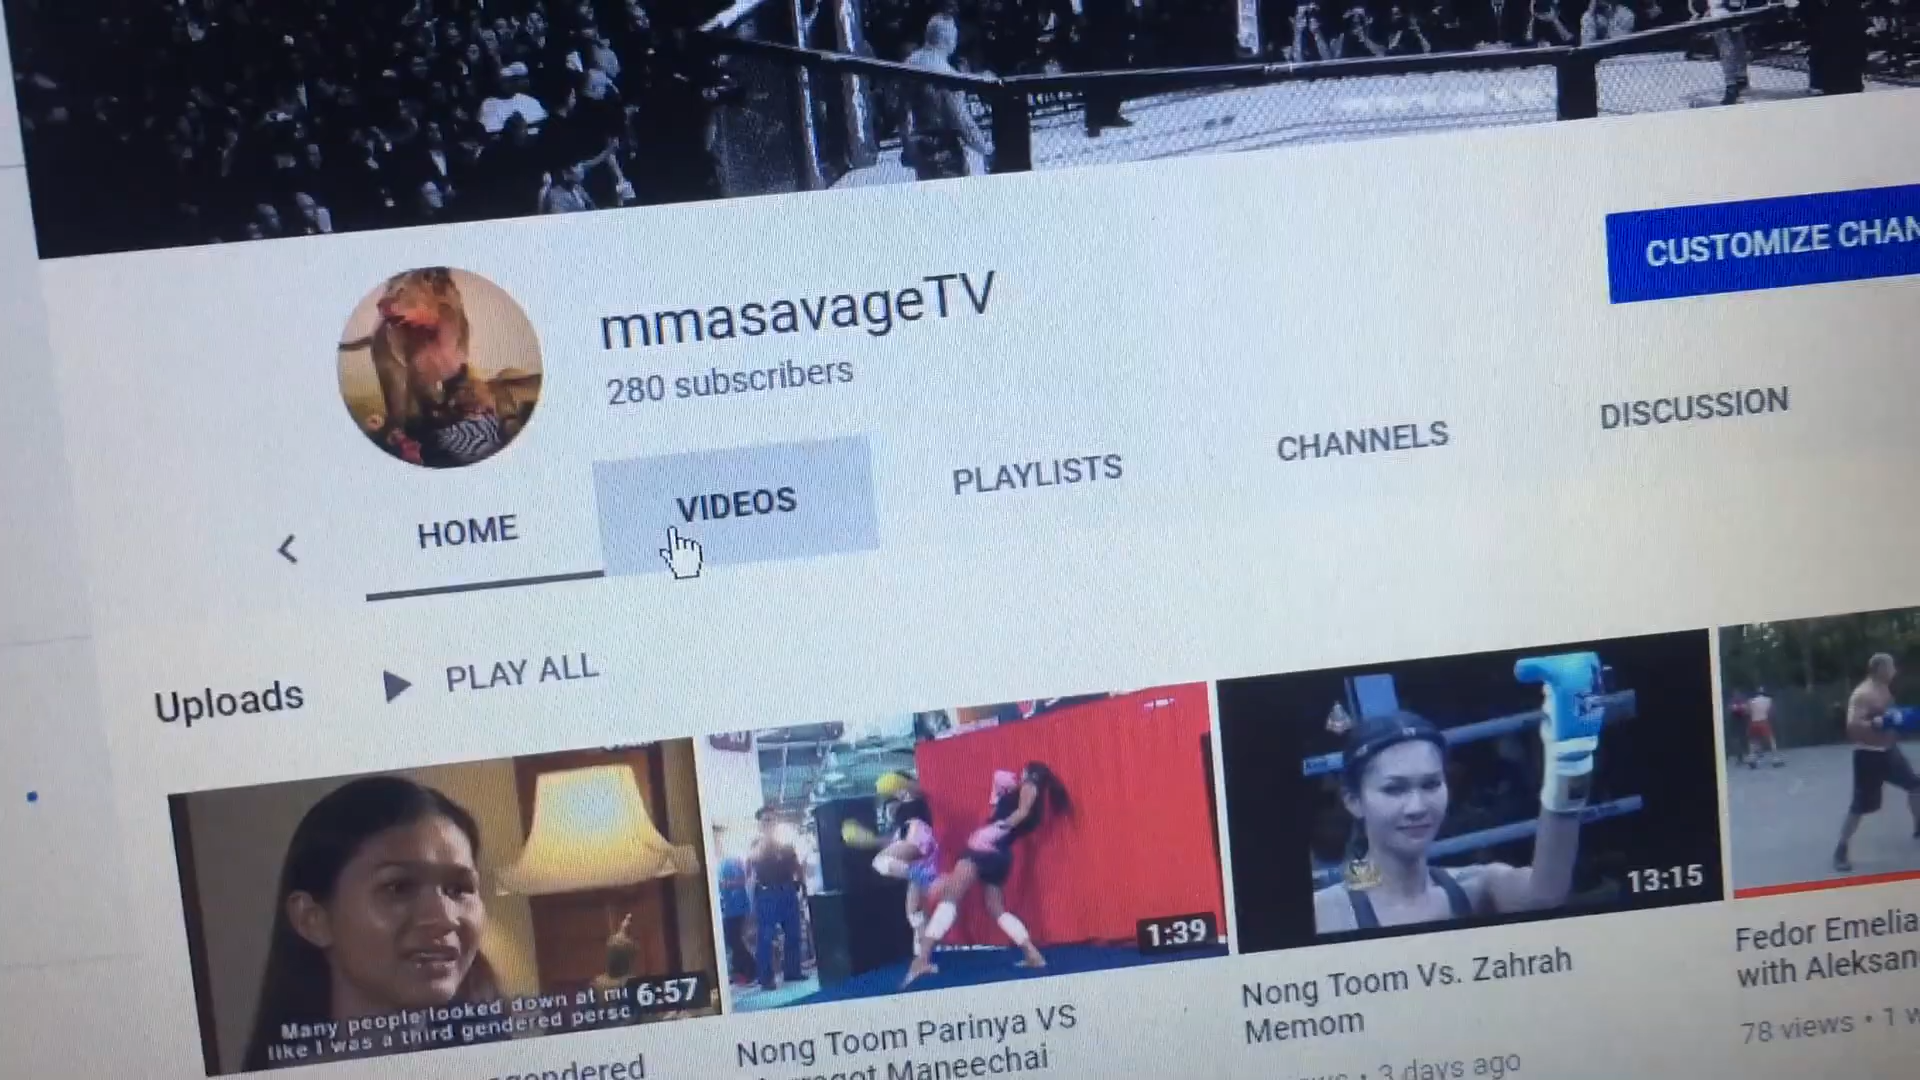 CUSTOMIZE CHAN
mmasavageTV
280 subscribers
HOME
VIDEOS
PLAYLISTS
CHANNELS
DISCUSSION
Uploads
PLAY ALL
Many people looked down at
like I was a third gendered
6:57
1:39
13:15
Nong Toom Parinya VS
Maneechai
Nong Toom Vs. Zahrah
Memom
3 days ago
Fedor Emelia
with Aleksan
78 views • 1 w